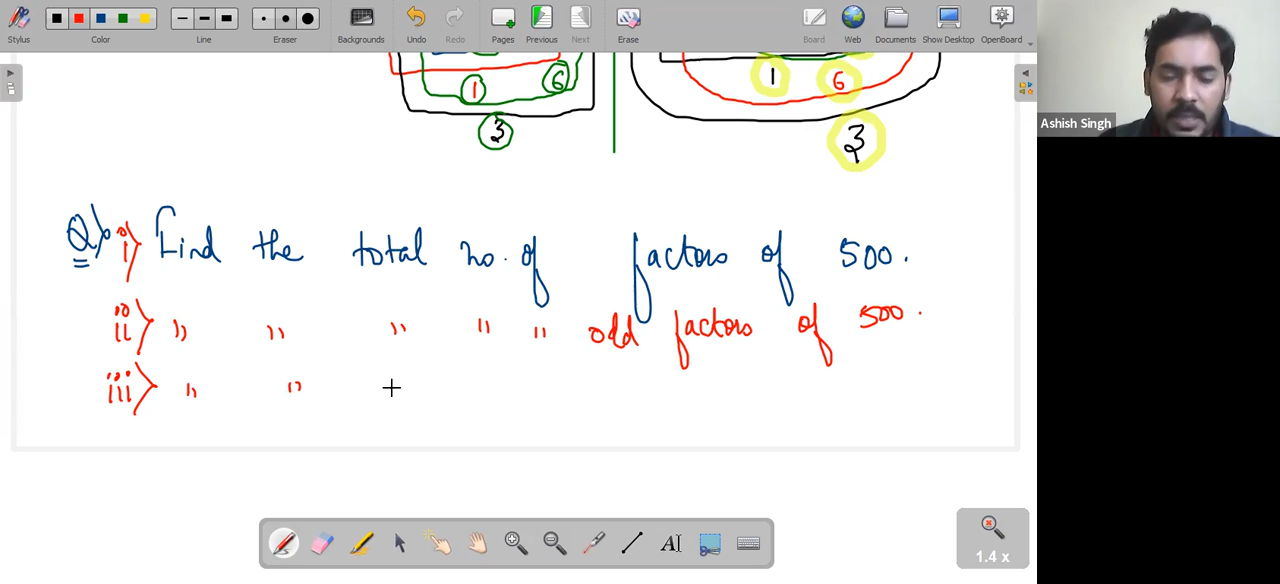 Stylus Color Line Eraser Backgrounds Undo Redo Pages Previous Next Erase Board Web Documents Show Desktop OpenBoard
1 6 1 6
3 3
Ashish Singh
Q> i> Find the total no. of factors of 500.
ii> " " " " " odd factors of 500.
iii> " "
1.4 x